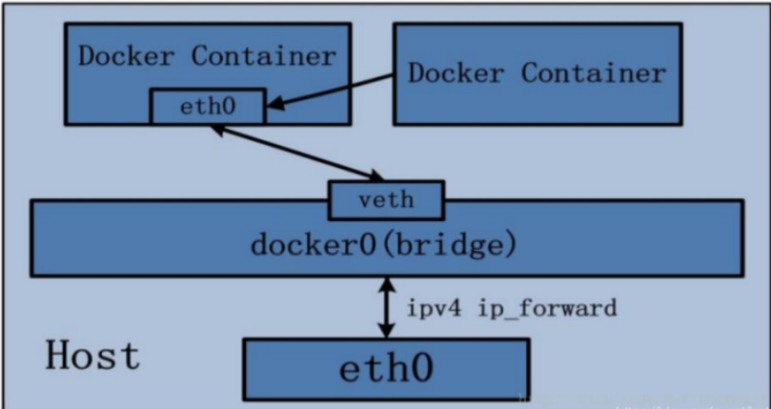 Docker Container
Docker Container
eth0
veth
docker0(bridge)
ipv4 ip_forward
Host
eth0